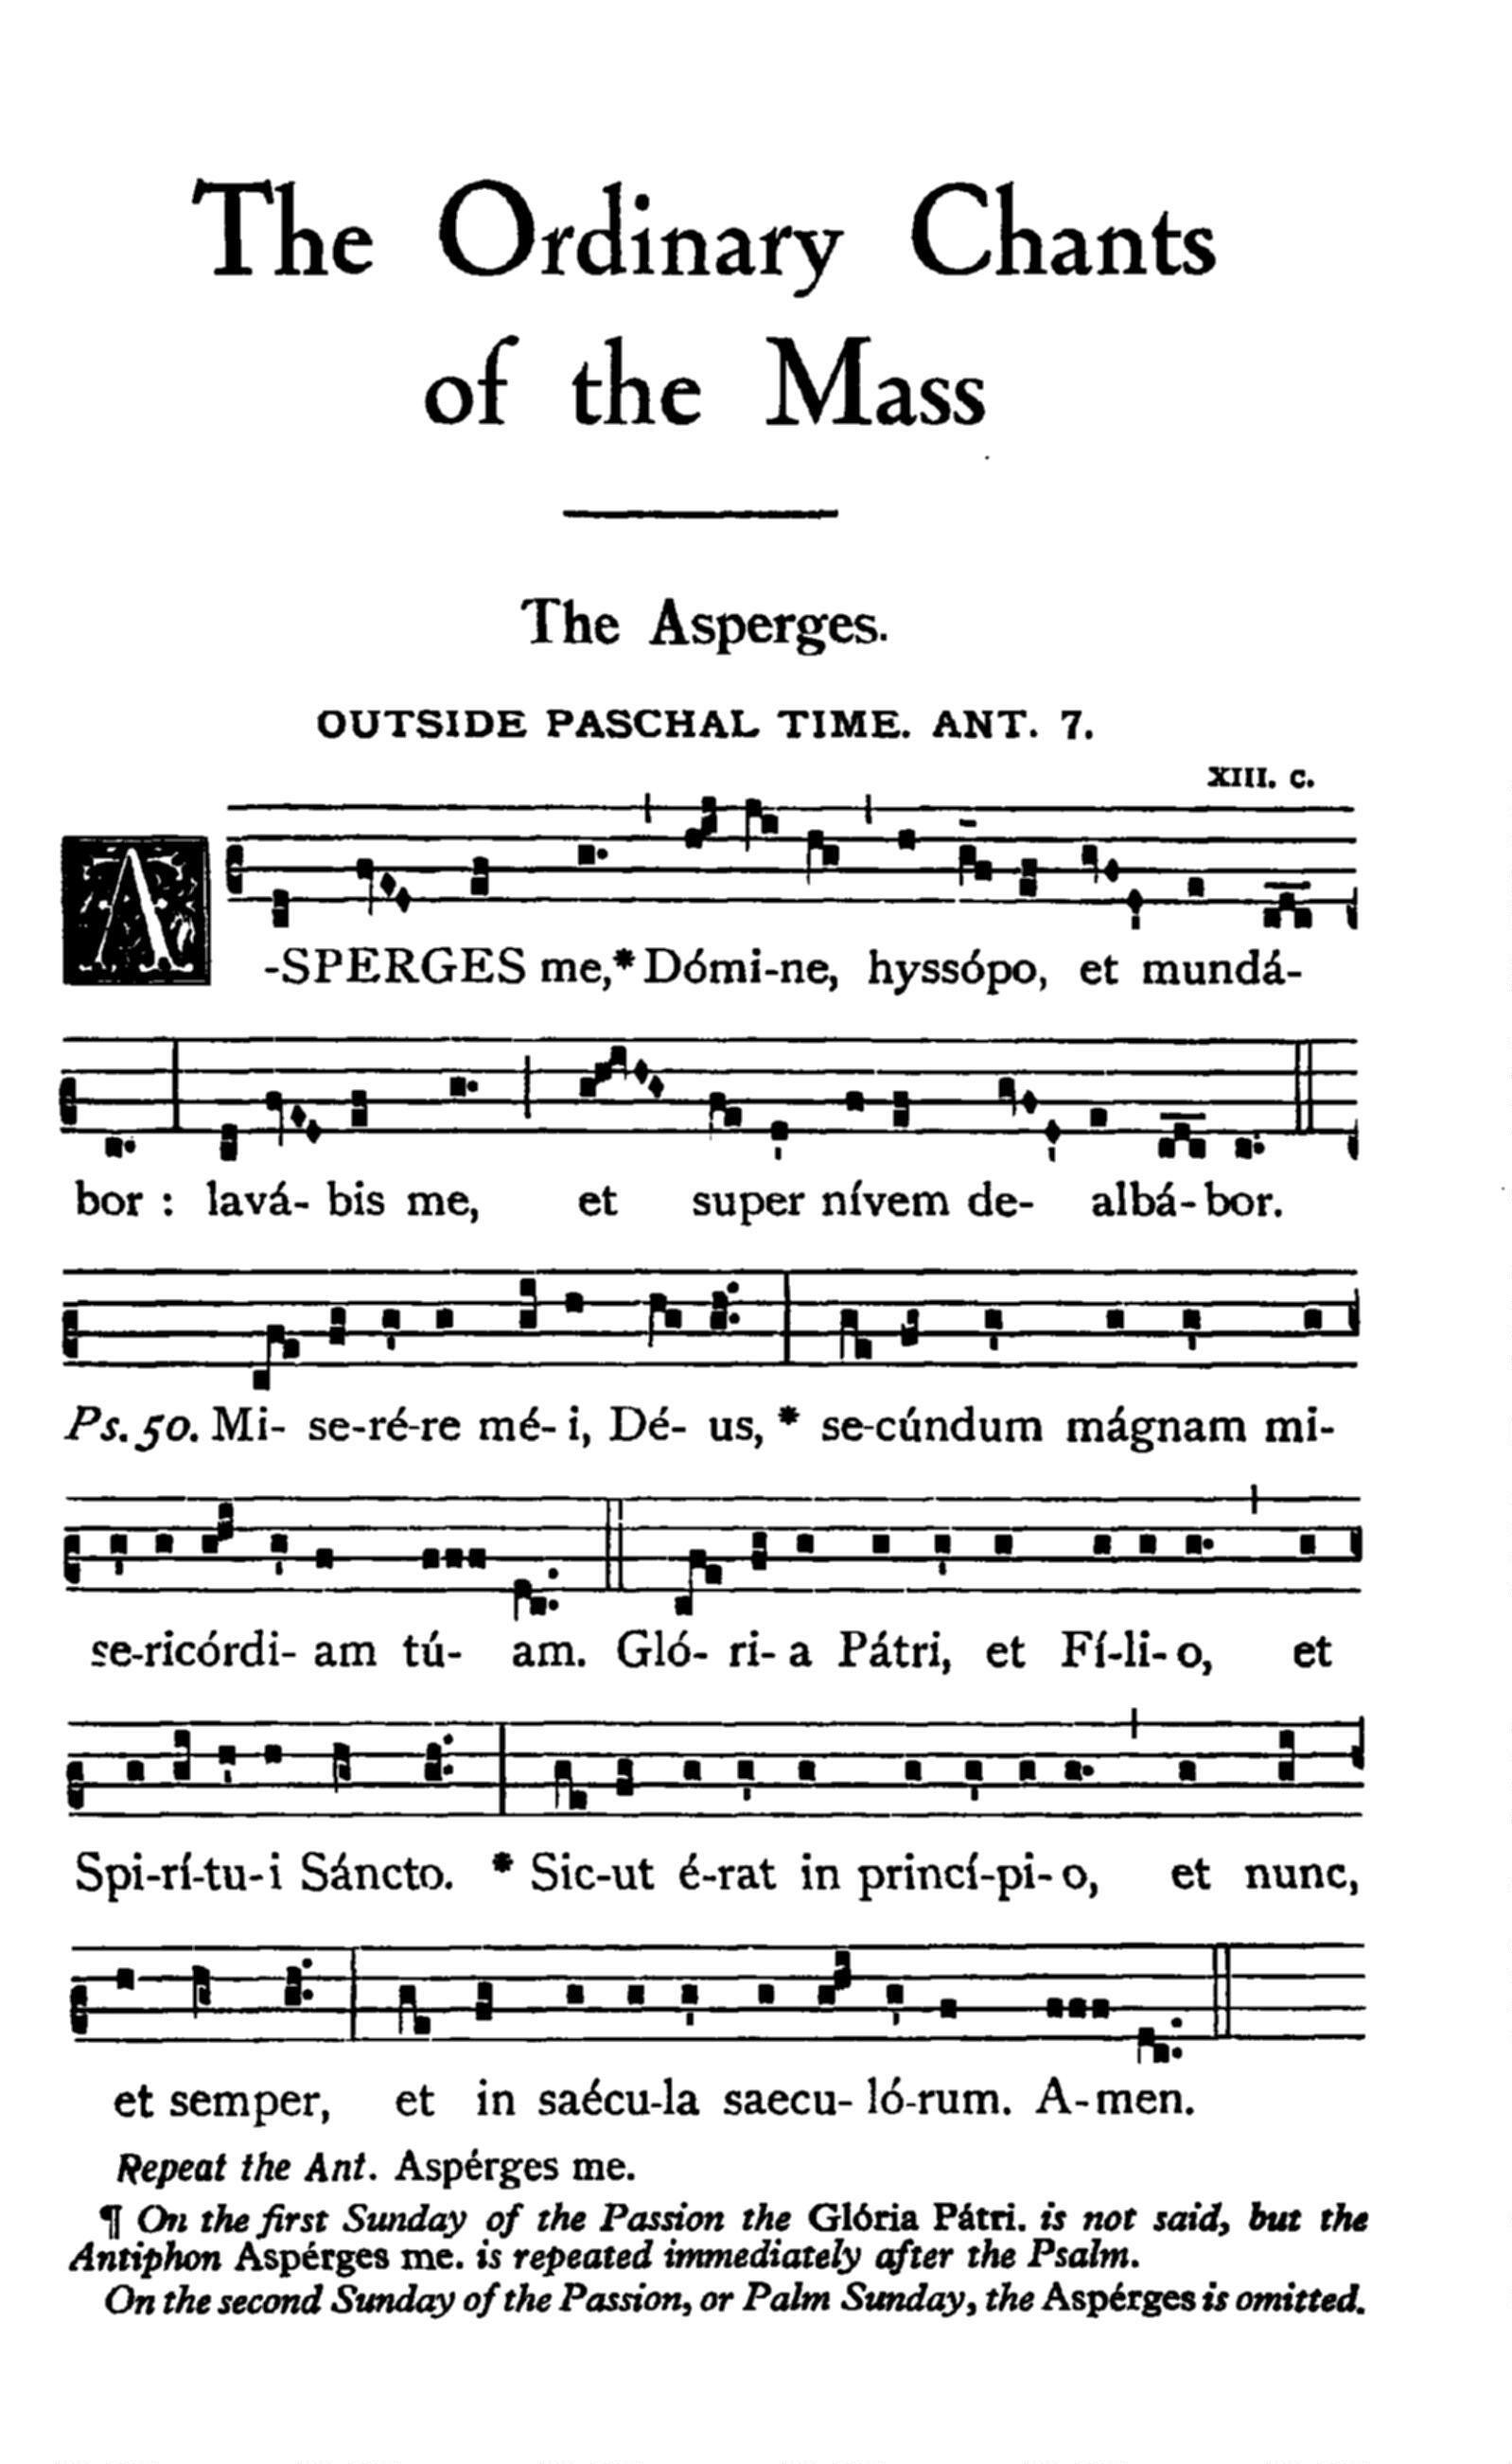 The Ordinary Chants
of the Mass
The Asperges.
OUTSIDE PASCHAL TIME. ANT. 7.
XIII. c.
A-SPERGES me,* Dómi-ne, hyssópo, et mundá-
bor : lavá- bis me, et super nívem de- albá- bor.
Ps. 50. Mi- se-ré-re mé- i, Dé- us, * se-cúndum mágnam mi-
se-ricórdi- am tú- am. Gló- ri- a Pátri, et Fí-li- o, et
Spi-rí-tu- i Sáncto. * Sic-ut é-rat in princí-pi- o, et nunc,
et semper, et in saécu-la saecu- ló-rum. A- men.
Repeat the Ant. Aspérges me.
¶ On the first Sunday of the Passion the Glória Pátri. is not said, but the
Antiphon Aspérges me. is repeated immediately after the Psalm.
On the second Sunday of the Passion, or Palm Sunday, the Aspérges is omitted.